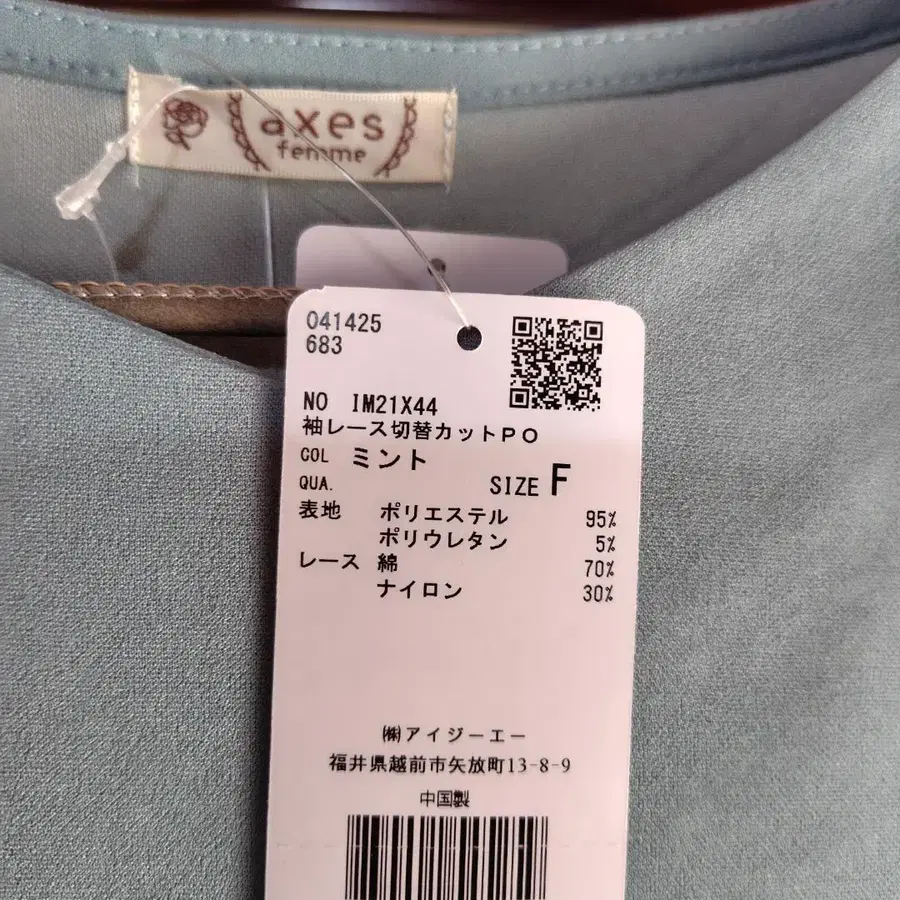 axes
femme
041425
683
NO IM21X44
袖レース切替カットPO
COL ミント
QUA.
SIZE F
表地 ポリエステル 95%
ポリウレタン 5%
レース 綿 70%
ナイロン 30%
㈱アイジーエー
福井県越前市矢放町13-8-9
中国製